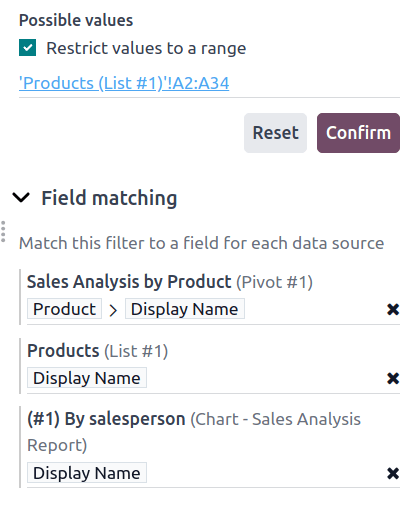 Possible values
Restrict values to a range
'Products (List #1)'!A2:A34
Reset Confirm
Field matching
Match this filter to a field for each data source
Sales Analysis by Product (Pivot #1)
Product > Display Name
Products (List #1)
Display Name
(#1) By salesperson (Chart - Sales Analysis
Report)
Display Name